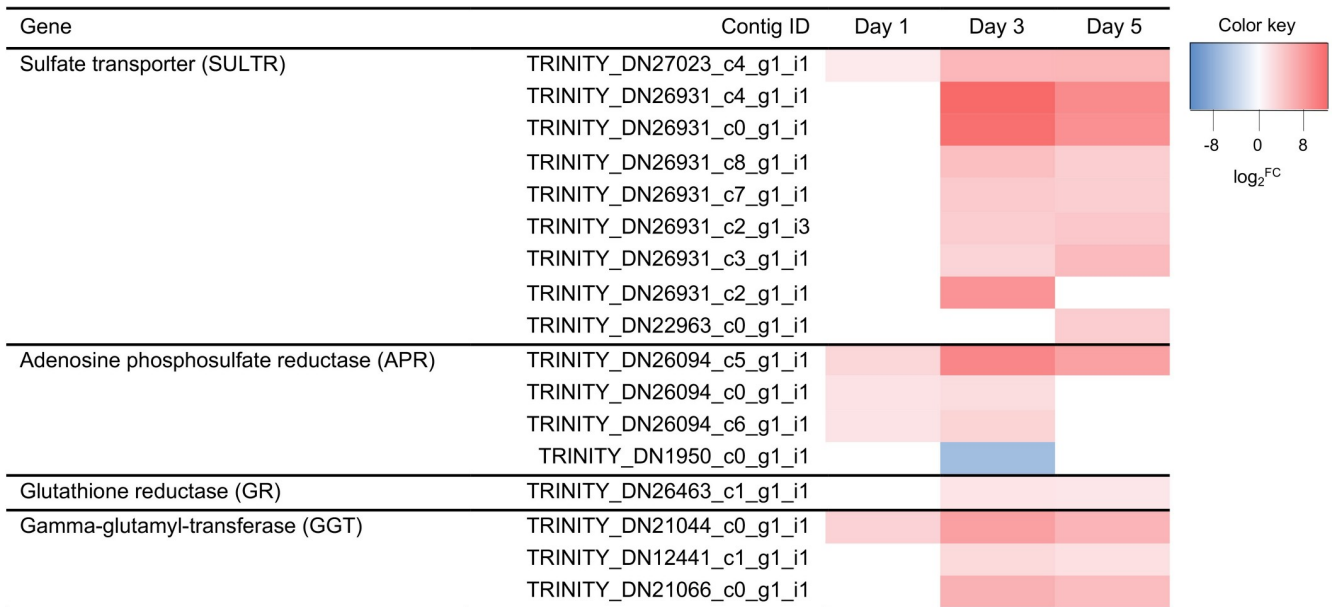 Gene Contig ID Day 1 Day 3 Day 5 Color key
Sulfate transporter (SULTR) TRINITY_DN27023_c4_g1_i1
TRINITY_DN26931_c4_g1_i1
TRINITY_DN26931_c0_g1_i1
-8 0 8
TRINITY_DN26931_c8_g1_i1
log2FC
TRINITY_DN26931_c7_g1_i1
TRINITY_DN26931_c2_g1_i3
TRINITY_DN26931_c3_g1_i1
TRINITY_DN26931_c2_g1_i1
TRINITY_DN22963_c0_g1_i1
Adenosine phosphosulfate reductase (APR) TRINITY_DN26094_c5_g1_i1
TRINITY_DN26094_c0_g1_i1
TRINITY_DN26094_c6_g1_i1
TRINITY_DN1950_c0_g1_i1
Glutathione reductase (GR) TRINITY_DN26463_c1_g1_i1
Gamma-glutamyl-transferase (GGT) TRINITY_DN21044_c0_g1_i1
TRINITY_DN12441_c1_g1_i1
TRINITY_DN21066_c0_g1_i1